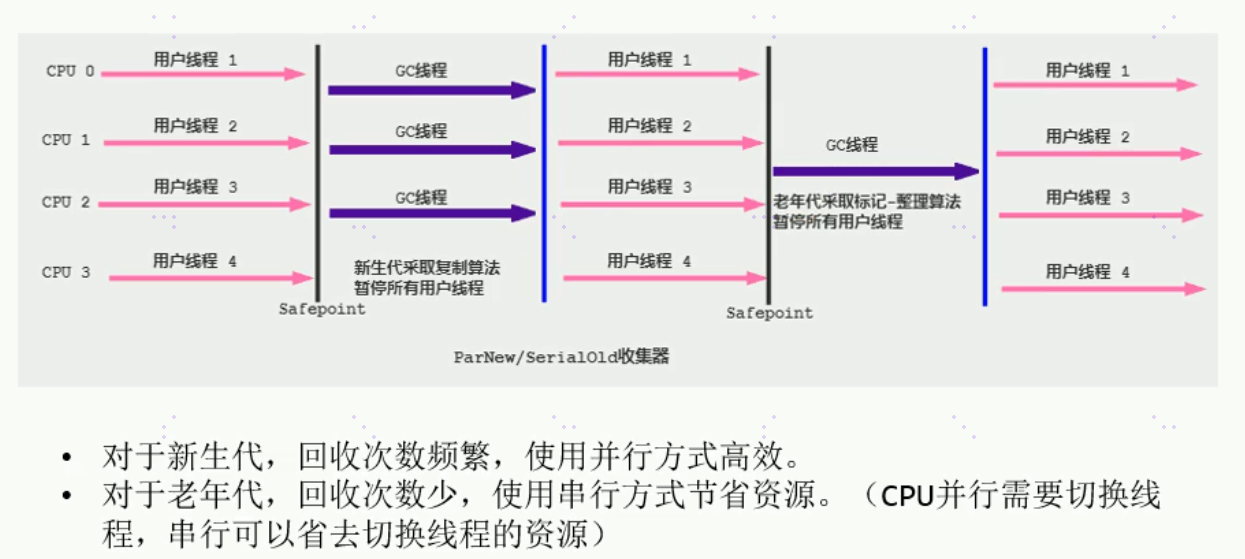 CPU 0
用户线程 1
GC线程
用户线程 1
用户线程 1
CPU 1
用户线程 2
GC线程
用户线程 2
GC线程
用户线程 2
CPU 2
用户线程 3
GC线程
用户线程 3
老年代采取标记-整理算法
暂停所有用户线程
用户线程 3
CPU 3
用户线程 4
新生代采取复制算法
暂停所有用户线程
用户线程 4
用户线程 4
Safepoint
Safepoint
ParNew/SerialOld收集器
• 对于新生代，回收次数频繁，使用并行方式高效。
• 对于老年代，回收次数少，使用串行方式节省资源。（CPU并行需要切换线
程，串行可以省去切换线程的资源）